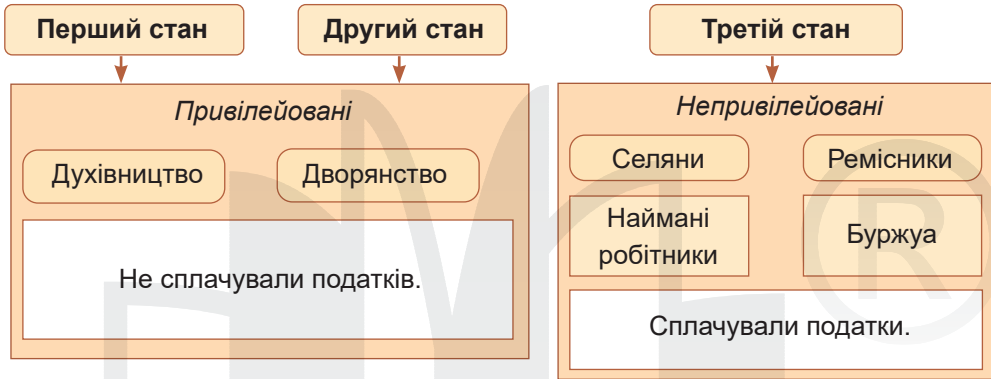 Перший стан
Другий стан
Третій стан
Привілейовані
Духівництво
Дворянство
Не сплачували податків.
Непривілейовані
Селяни
Ремісники
Наймані
робітники
Буржуа
Сплачували податки.
®